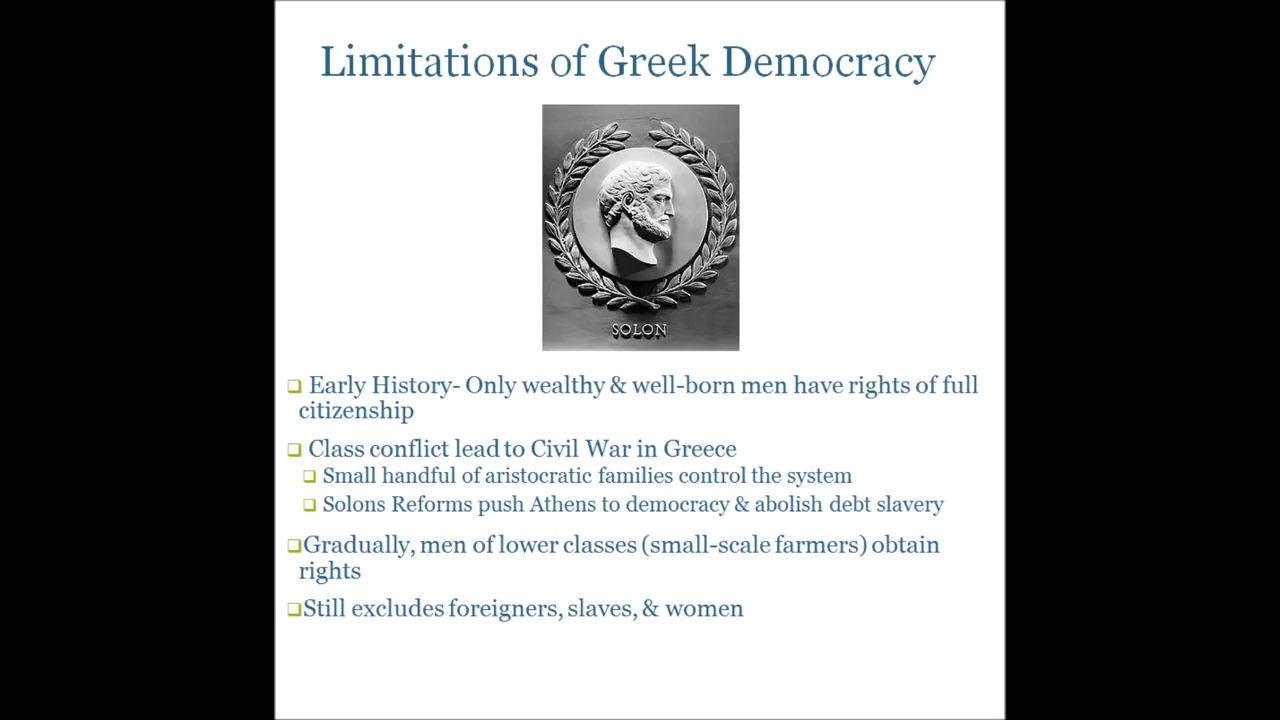 Limitations of Greek Democracy
SOLON
Early History- Only wealthy & well-born men have rights of full
citizenship
Class conflict lead to Civil War in Greece
Small handful of aristocratic families control the system
Solons Reforms push Athens to democracy & abolish debt slavery
Gradually, men of lower classes (small-scale farmers) obtain
rights
Still excludes foreigners, slaves, & women